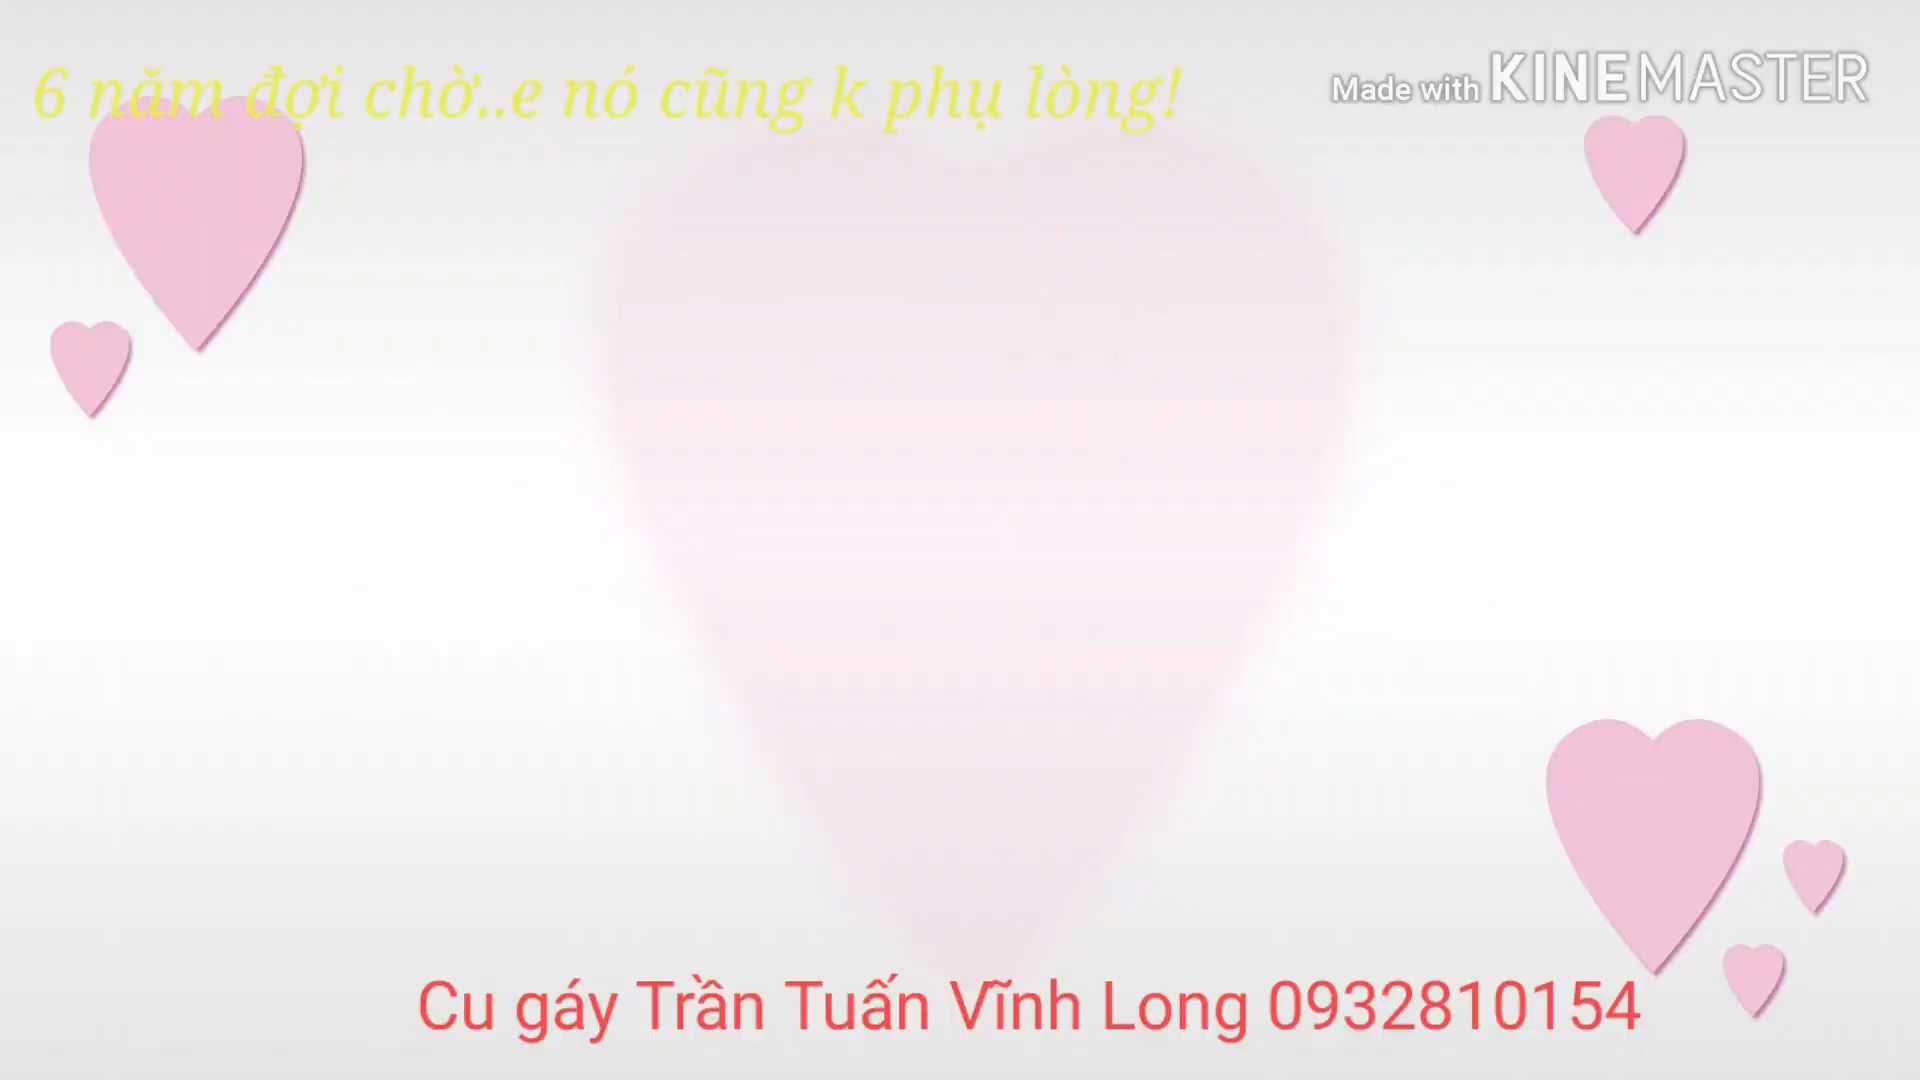 6 năm đợi chờ..e nó cũng k phụ lòng!
Made with KINEMASTER
Cu gáy Trần Tuấn Vĩnh Long 0932810154